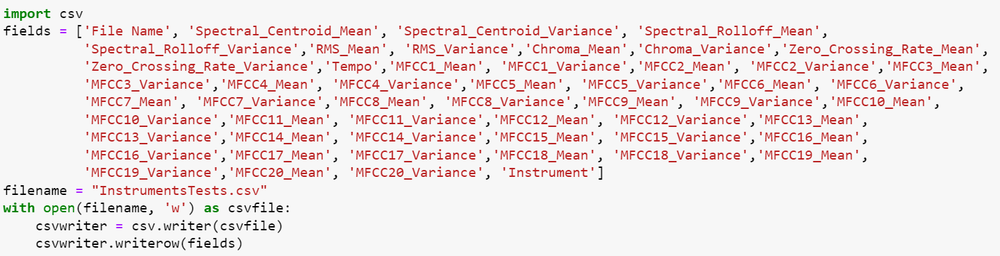 import csv
fields = ['File Name', 'Spectral_Centroid_Mean', 'Spectral_Centroid_Variance', 'Spectral_Rolloff_Mean',
          'Spectral_Rolloff_Variance','RMS_Mean', 'RMS_Variance','Chroma_Mean','Chroma_Variance','Zero_Crossing_Rate_Mean',
          'Zero_Crossing_Rate_Variance','Tempo','MFCC1_Mean', 'MFCC1_Variance','MFCC2_Mean', 'MFCC2_Variance','MFCC3_Mean',
          'MFCC3_Variance','MFCC4_Mean', 'MFCC4_Variance','MFCC5_Mean', 'MFCC5_Variance','MFCC6_Mean', 'MFCC6_Variance',
          'MFCC7_Mean', 'MFCC7_Variance','MFCC8_Mean', 'MFCC8_Variance','MFCC9_Mean', 'MFCC9_Variance','MFCC10_Mean',
          'MFCC10_Variance','MFCC11_Mean', 'MFCC11_Variance','MFCC12_Mean', 'MFCC12_Variance','MFCC13_Mean',
          'MFCC13_Variance','MFCC14_Mean', 'MFCC14_Variance','MFCC15_Mean', 'MFCC15_Variance','MFCC16_Mean',
          'MFCC16_Variance','MFCC17_Mean', 'MFCC17_Variance','MFCC18_Mean', 'MFCC18_Variance','MFCC19_Mean',
          'MFCC19_Variance','MFCC20_Mean', 'MFCC20_Variance', 'Instrument']
filename = "InstrumentsTests.csv"
with open(filename, 'w') as csvfile:
    csvwriter = csv.writer(csvfile)
    csvwriter.writerow(fields)